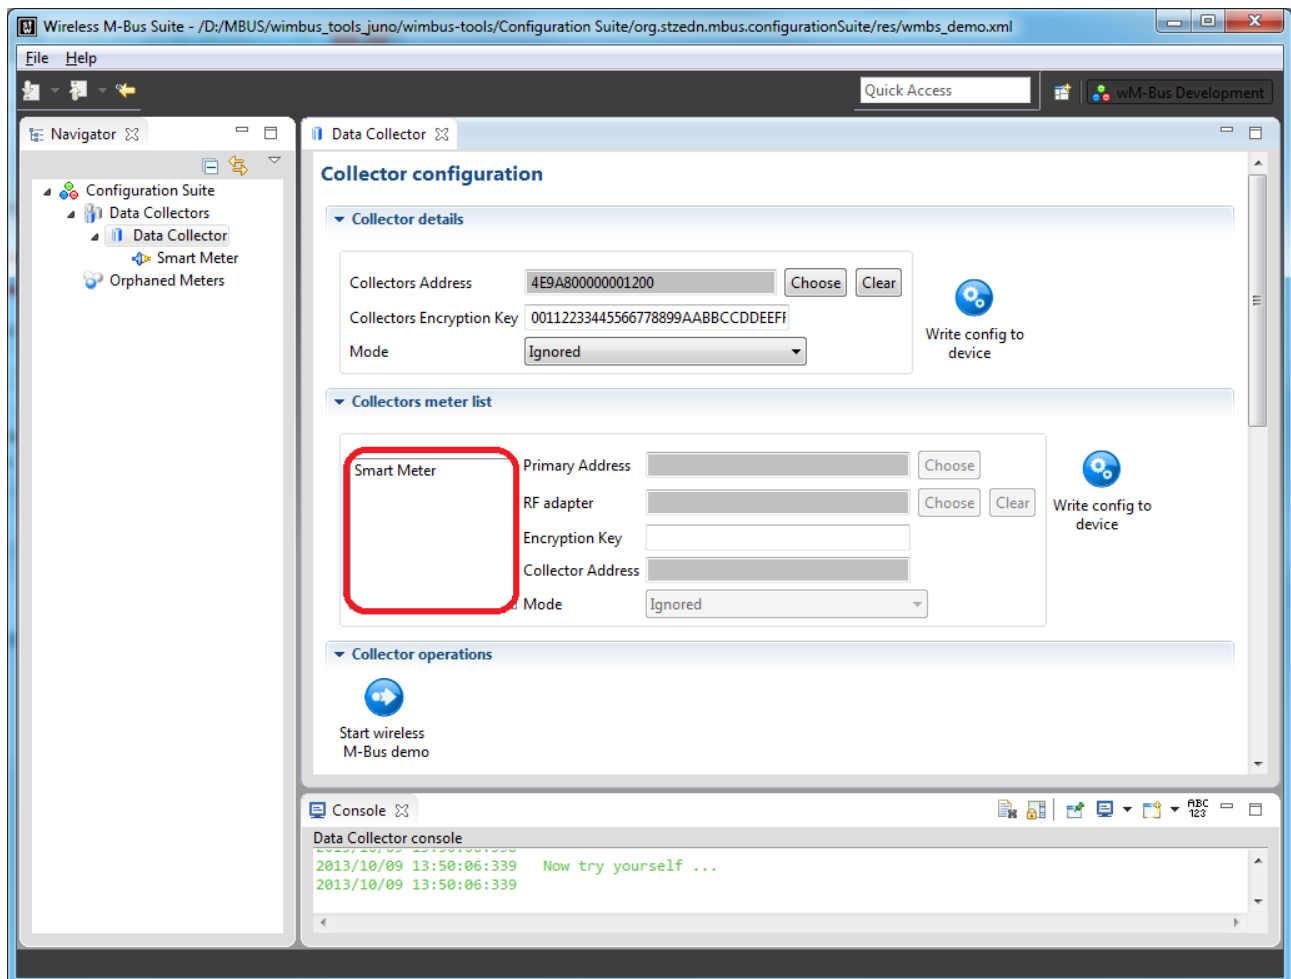 Wireless M-Bus Suite - /D:/MBUS/wimbus_tools_juno/wimbus-tools/Configuration Suite/org.stzedn.mbus.configurationSuite/res/wmbs_demo.xml
File Help
Quick Access
wM-Bus Development
Navigator
Configuration Suite
Data Collectors
Data Collector
Smart Meter
Orphaned Meters
Data Collector
Collector configuration
Collector details
Collectors Address 4E9A800000001200 Choose Clear
Collectors Encryption Key 00112233445566778899AABBCCDDEEFF
Mode Ignored
Write config to
device
Collectors meter list
Smart Meter
Primary Address Choose
RF adapter Choose Clear
Encryption Key
Collector Address
Mode Ignored
Write config to
device
Collector operations
Start wireless
M-Bus demo
Console
ABC
123
Data Collector console
2013/10/09 13:50:06:339 Now try yourself ...
2013/10/09 13:50:06:339